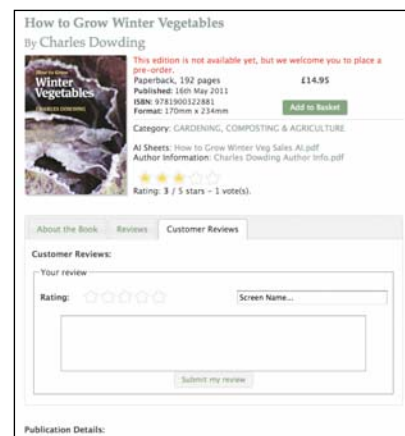 How to Grow Winter Vegetables
By Charles Dowding
How to Grow
Winter
Vegetables
CHARLES DOWDING
This edition is not available yet, but we welcome you to place a
pre-order.
Paperback, 192 pages £14.95
Published: 16th May 2011
ISBN: 9781900322881
Format: 170mm x 234mm
Add to Basket
Category: GARDENING, COMPOSTING & AGRICULTURE
AI Sheets: How to Grow Winter Veg Sales AI.pdf
Author Information: Charles Dowding Author Info.pdf
Rating: 3 / 5 stars - 1 vote(s).
About the Book Reviews Customer Reviews
Customer Reviews:
Your review
Rating: Screen Name...
Submit my review
Publication Details: